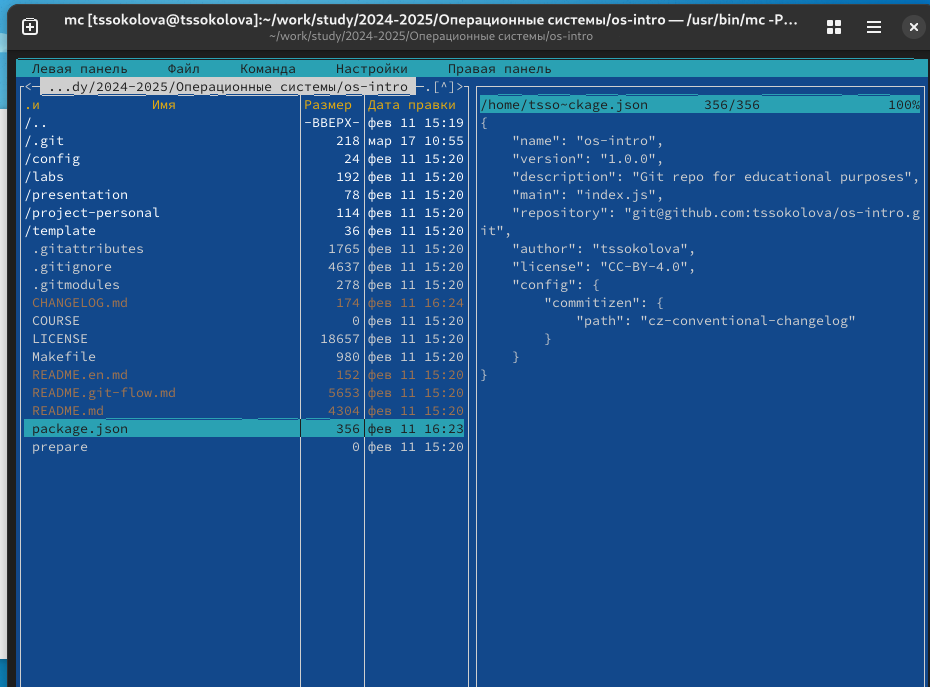 mc [tssokolova@tssokolova]:~/work/study/2024-2025/Операционные системы/os-intro — /usr/bin/mc -P...
~/work/study/2024-2025/Операционные системы/os-intro
Левая панель Файл Команда Настройки Правая панель
<— ...dy/2024-2025/Операционные системы/os-intro —.[^]>
.и Имя Размер Дата правки
/.. -ВВЕРХ- фев 11 15:19
/.git 218 мар 17 10:55
/config 24 фев 11 15:20
/labs 192 фев 11 15:20
/presentation 78 фев 11 15:20
/project-personal 114 фев 11 15:20
/template 36 фев 11 15:20
.gitattributes 1765 фев 11 15:20
.gitignore 4637 фев 11 15:20
.gitmodules 278 фев 11 15:20
CHANGELOG.md 174 фев 11 16:24
COURSE 0 фев 11 15:20
LICENSE 18657 фев 11 15:20
Makefile 980 фев 11 15:20
README.en.md 152 фев 11 15:20
README.git-flow.md 5653 фев 11 15:20
README.md 4304 фев 11 15:20
package.json 356 фев 11 16:23
prepare 0 фев 11 15:20
/home/tsso~ckage.json 356/356 100%
{
"name": "os-intro",
"version": "1.0.0",
"description": "Git repo for educational purposes",
"main": "index.js",
"repository": "git@github.com:tssokolova/os-intro.g
it",
"author": "tssokolova",
"license": "CC-BY-4.0",
"config": {
"commitizen": {
"path": "cz-conventional-changelog"
}
}
}